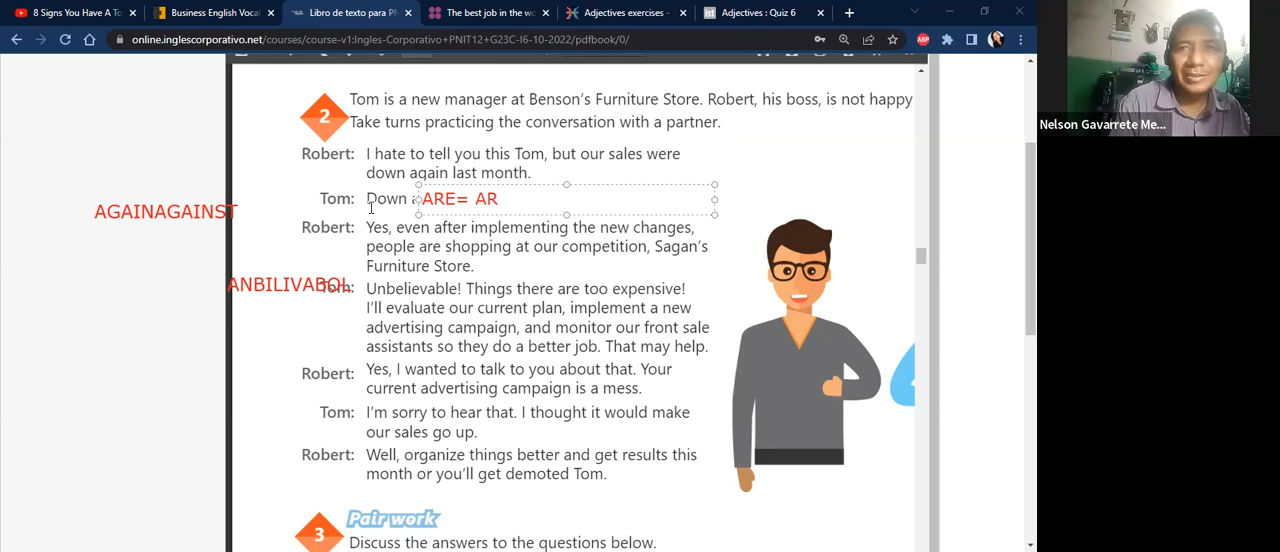 8 Signs You Have A To
Business English Vocal
Libro de texto para PN
The best job in the wo
Adjectives exercises –
Adjectives : Quiz 6
online.inglescorporativo.net/courses/course-v1:Ingles-Corporativo+PNIT12+G23C-I6-10-2022/pdfbook/0/
2
Tom is a new manager at Benson's Furniture Store. Robert, his boss, is not happy
Take turns practicing the conversation with a partner.
Robert: I hate to tell you this Tom, but our sales were
down again last month.
Tom: Down
ARE= AR
AGAINAGAINST
Robert: Yes, even after implementing the new changes,
people are shopping at our competition, Sagan's
Furniture Store.
ANBILIVABOL
Tom: Unbelievable! Things there are too expensive!
I'll evaluate our current plan, implement a new
advertising campaign, and monitor our front sale
assistants so they do a better job. That may help.
Robert: Yes, I wanted to talk to you about that. Your
current advertising campaign is a mess.
Tom: I'm sorry to hear that. I thought it would make
our sales go up.
Robert: Well, organize things better and get results this
month or you'll get demoted Tom.
3
Pair work
Discuss the answers to the questions below.
Nelson Gavarrete Me...